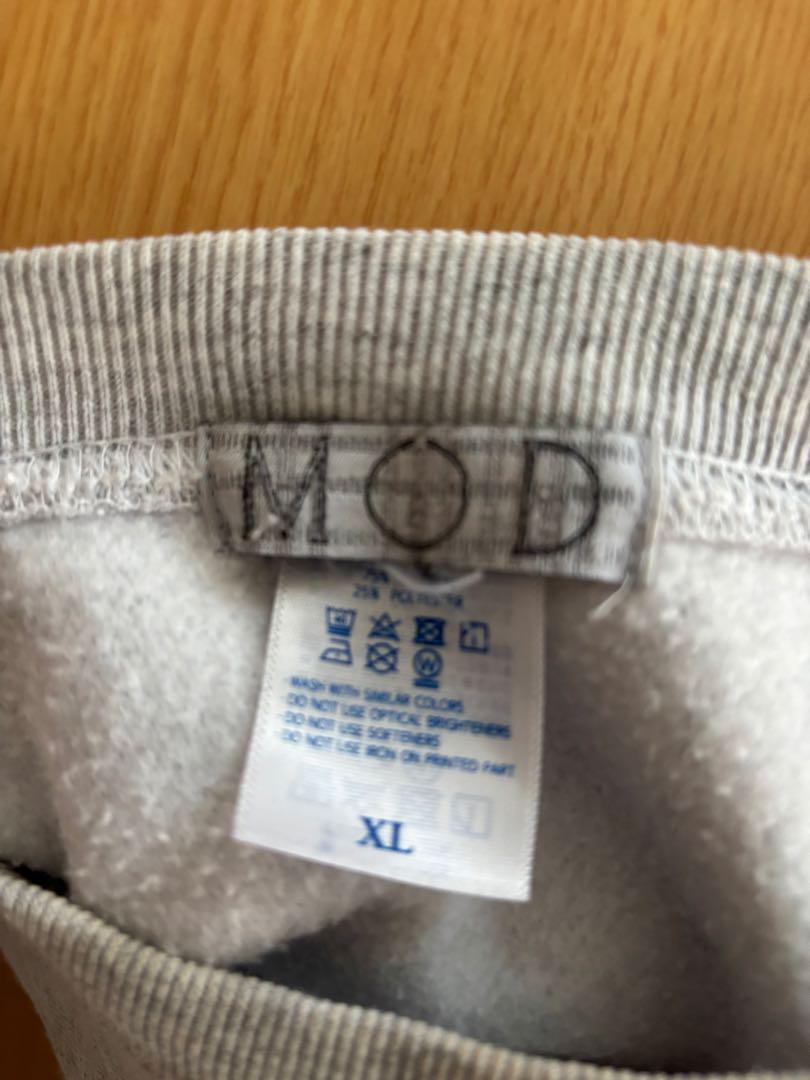 MOD
75%
25% POLYESTER
W
-WASH WITH SIMILAR COLORS
-DO NOT USE OPTICAL BRIGHTENERS
-DO NOT USE SOFTENERS
-DO NOT USE IRON ON PRINTED PART
XL